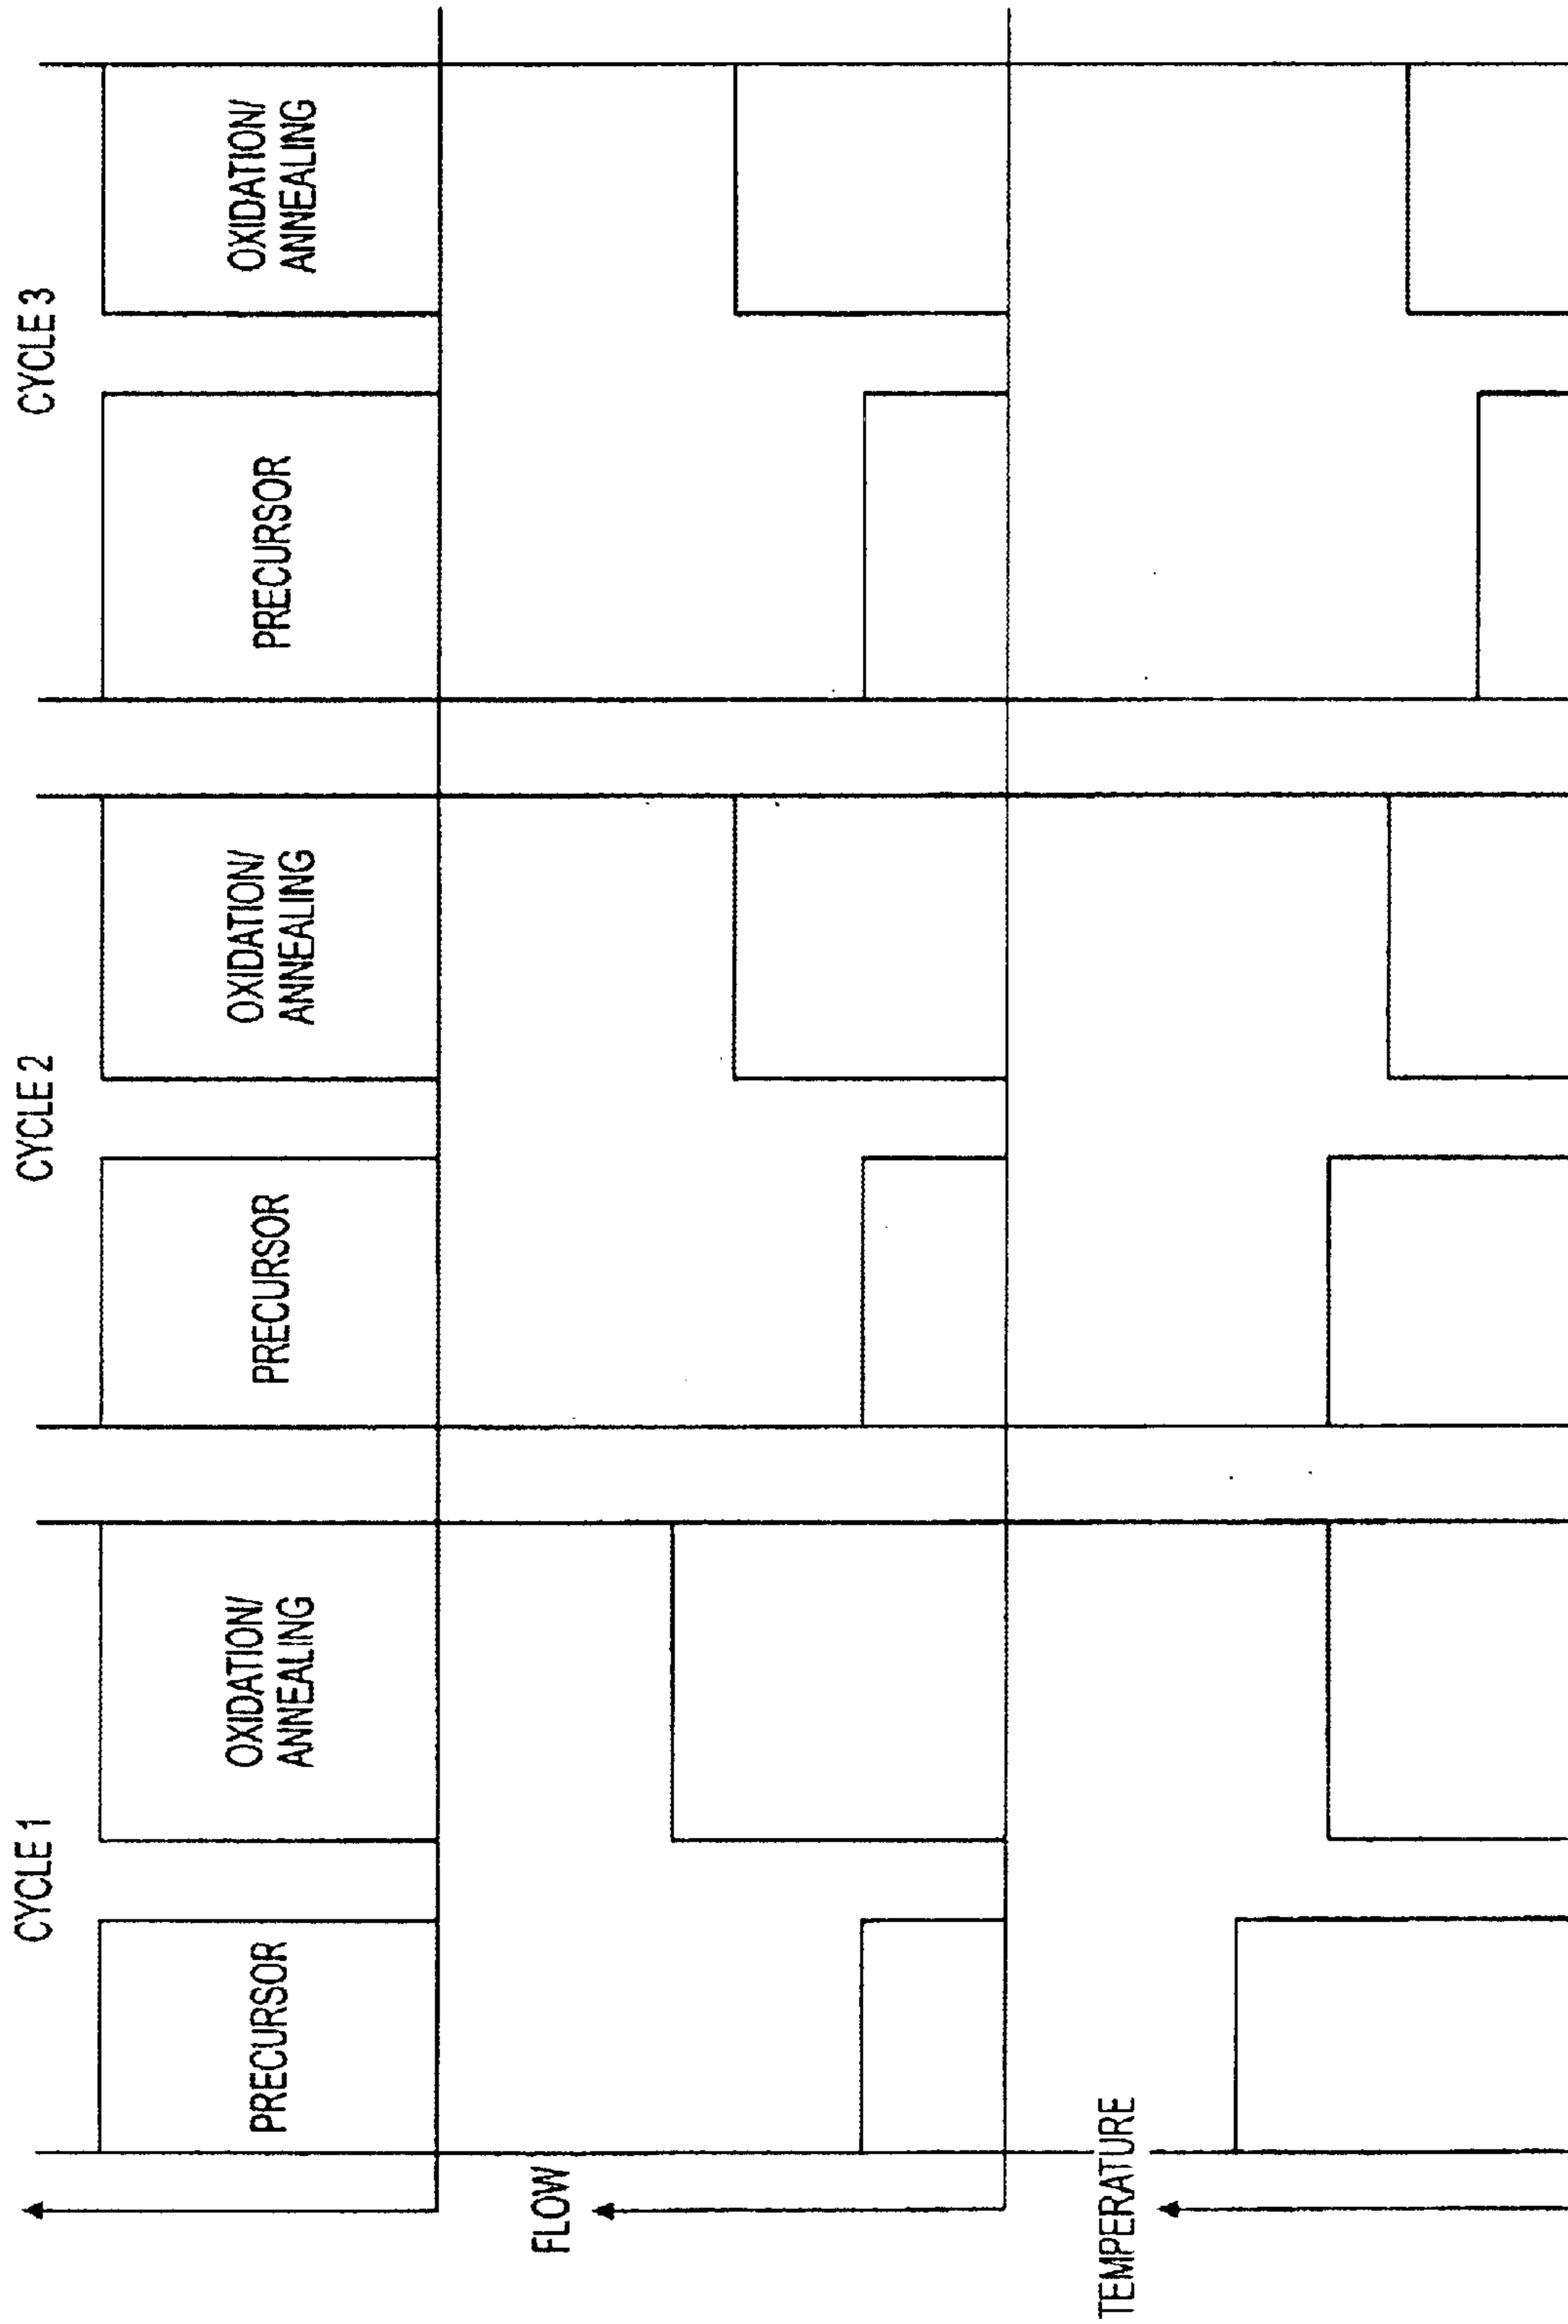 CYCLE 1
CYCLE 2
CYCLE 3
PRECURSOR
OXIDATION/
ANNEALING
PRECURSOR
OXIDATION/
ANNEALING
PRECURSOR
OXIDATION/
ANNEALING
FLOW
TEMPERATURE